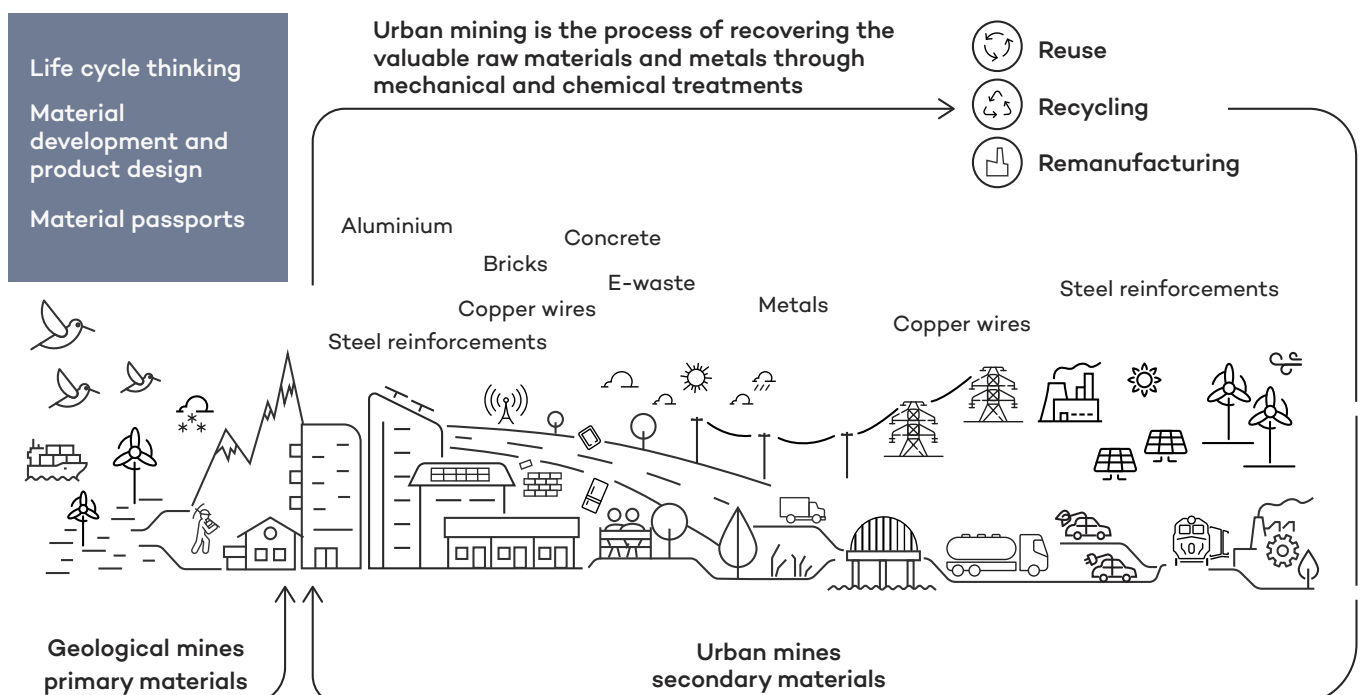 Life cycle thinking
Material
development and
product design
Material passports
Urban mining is the process of recovering the
valuable raw materials and metals through
mechanical and chemical treatments
Reuse
Recycling
Remanufacturing
Aluminium
Concrete
Bricks
E-waste
Copper wires
Steel reinforcements
Metals
Copper wires
Steel reinforcements
Geological mines
primary materials
Urban mines
secondary materials